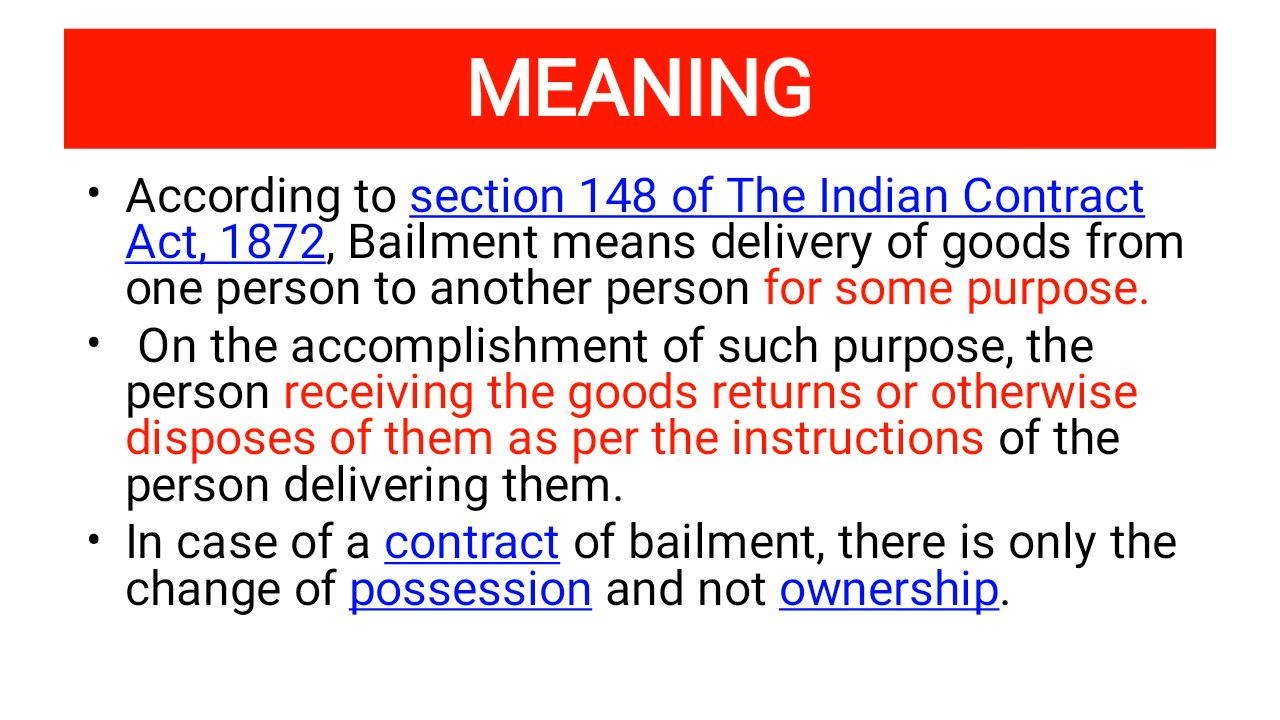 MEANING
• According to section 148 of The Indian Contract
Act, 1872, Bailment means delivery of goods from
one person to another person for some purpose.
• On the accomplishment of such purpose, the
person receiving the goods returns or otherwise
disposes of them as per the instructions of the
person delivering them.
• In case of a contract of bailment, there is only the
change of possession and not ownership.